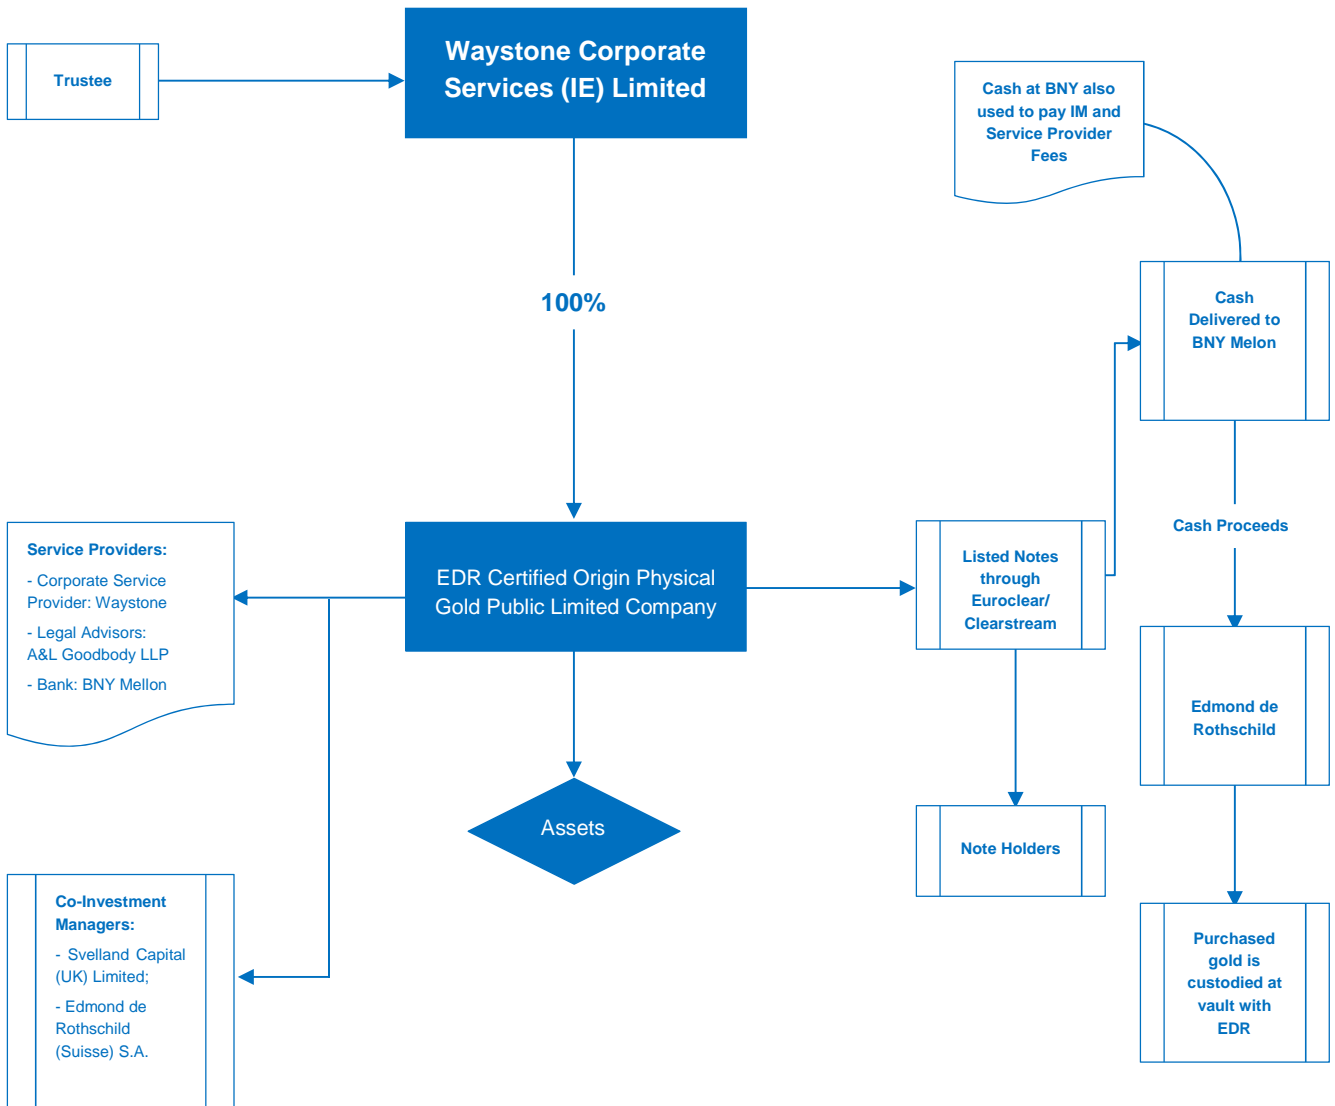 Trustee
Waystone Corporate
Services (IE) Limited
Cash at BNY also
used to pay IM and
Service Provider
Fees
100%
Cash
Delivered to
BNY Melon
Cash Proceeds
Service Providers:
- Corporate Service
Provider: Waystone
- Legal Advisors:
A&L Goodbody LLP
- Bank: BNY Mellon
EDR Certified Origin Physical
Gold Public Limited Company
Listed Notes
through
Euroclear/
Clearstream
Edmond de
Rothschild
Assets
Note Holders
Co-Investment
Managers:
- Svelland Capital
(UK) Limited;
- Edmond de
Rothschild
(Suisse) S.A.
Purchased
gold is
custodied at
vault with
EDR